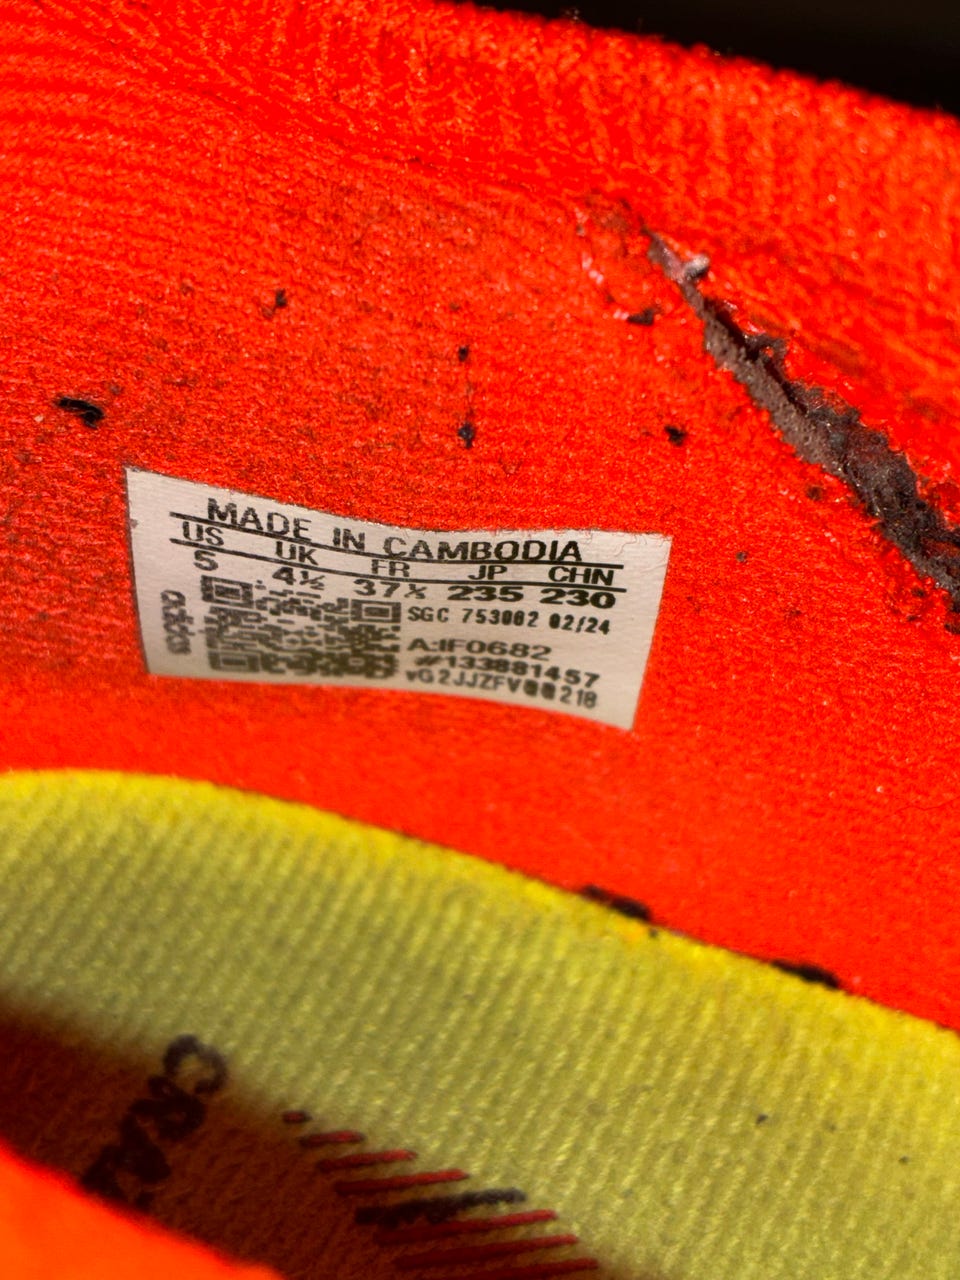 MADE IN CAMBODIA
US UK FR JP CHN
5 4½ 37⅓ 235 230
SGC 753002 02/24
A:IF0682
#133881457
adidas